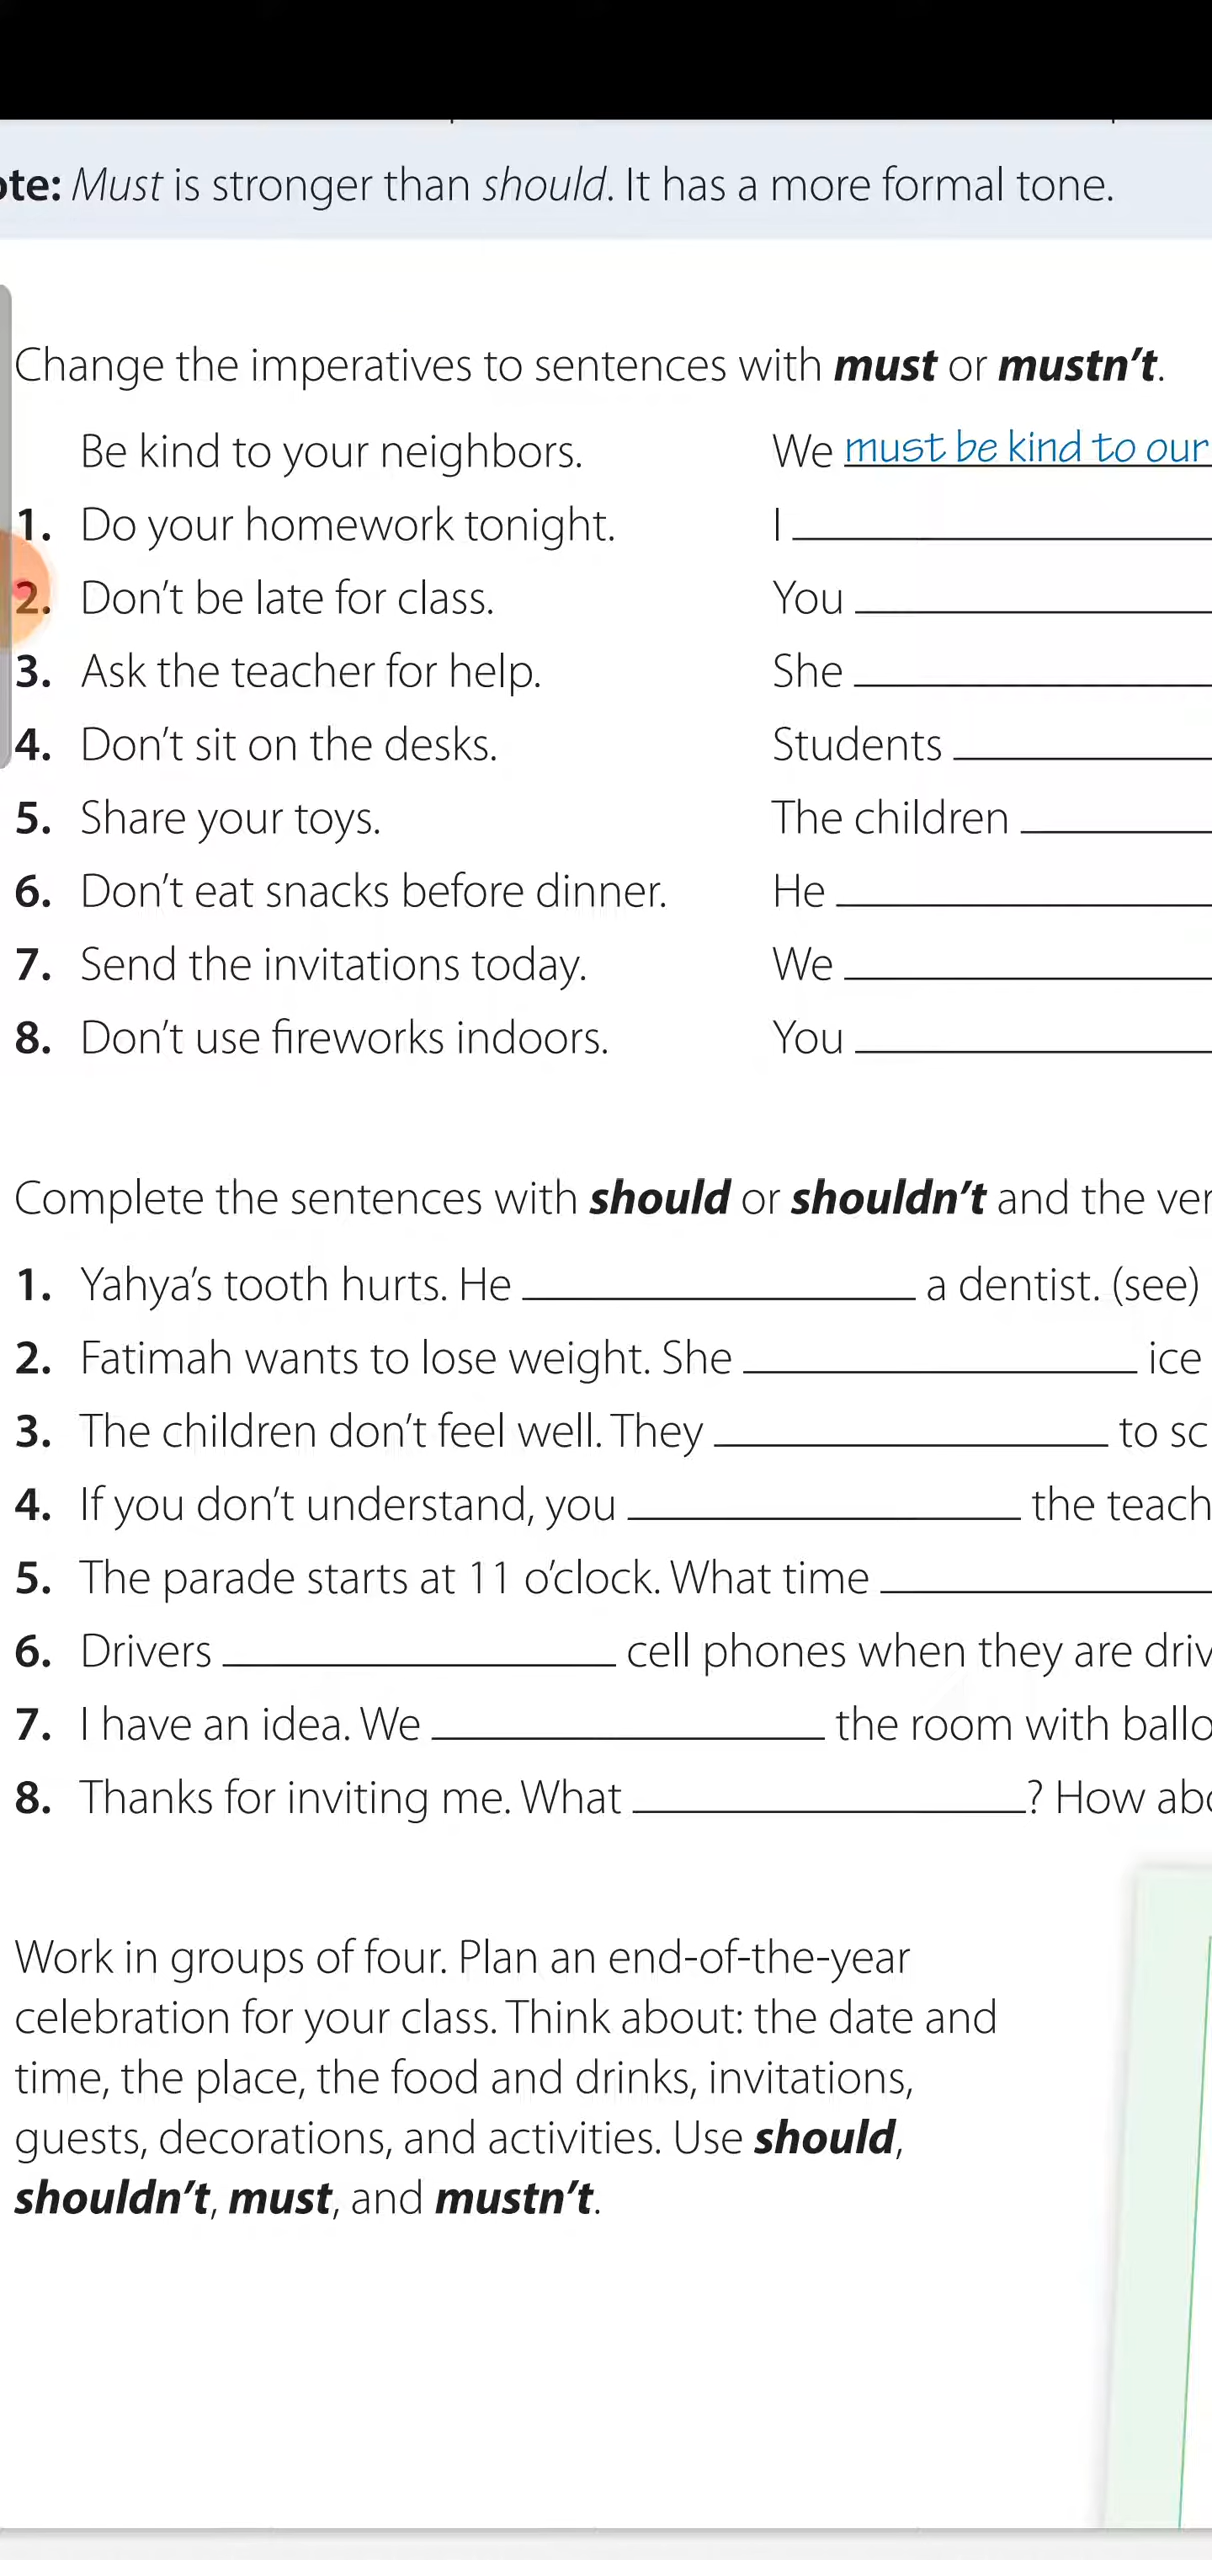 ote: Must is stronger than should. It has a more formal tone.
Change the imperatives to sentences with must or mustn't.
Be kind to your neighbors. We must be kind to our
1. Do your homework tonight. I
2. Don't be late for class. You
3. Ask the teacher for help. She
4. Don't sit on the desks. Students
5. Share your toys. The children
6. Don't eat snacks before dinner. He
7. Send the invitations today. We
8. Don't use fireworks indoors. You
Complete the sentences with should or shouldn't and the ver
1. Yahya's tooth hurts. He ______ a dentist. (see)
2. Fatimah wants to lose weight. She ______ ice
3. The children don't feel well. They ______ to sc
4. If you don't understand, you ______ the teach
5. The parade starts at 11 o'clock. What time ______
6. Drivers ______ cell phones when they are driv
7. I have an idea. We ______ the room with ballo
8. Thanks for inviting me. What ______? How abo
Work in groups of four. Plan an end-of-the-year
celebration for your class. Think about: the date and
time, the place, the food and drinks, invitations,
guests, decorations, and activities. Use should,
shouldn't, must, and mustn't.